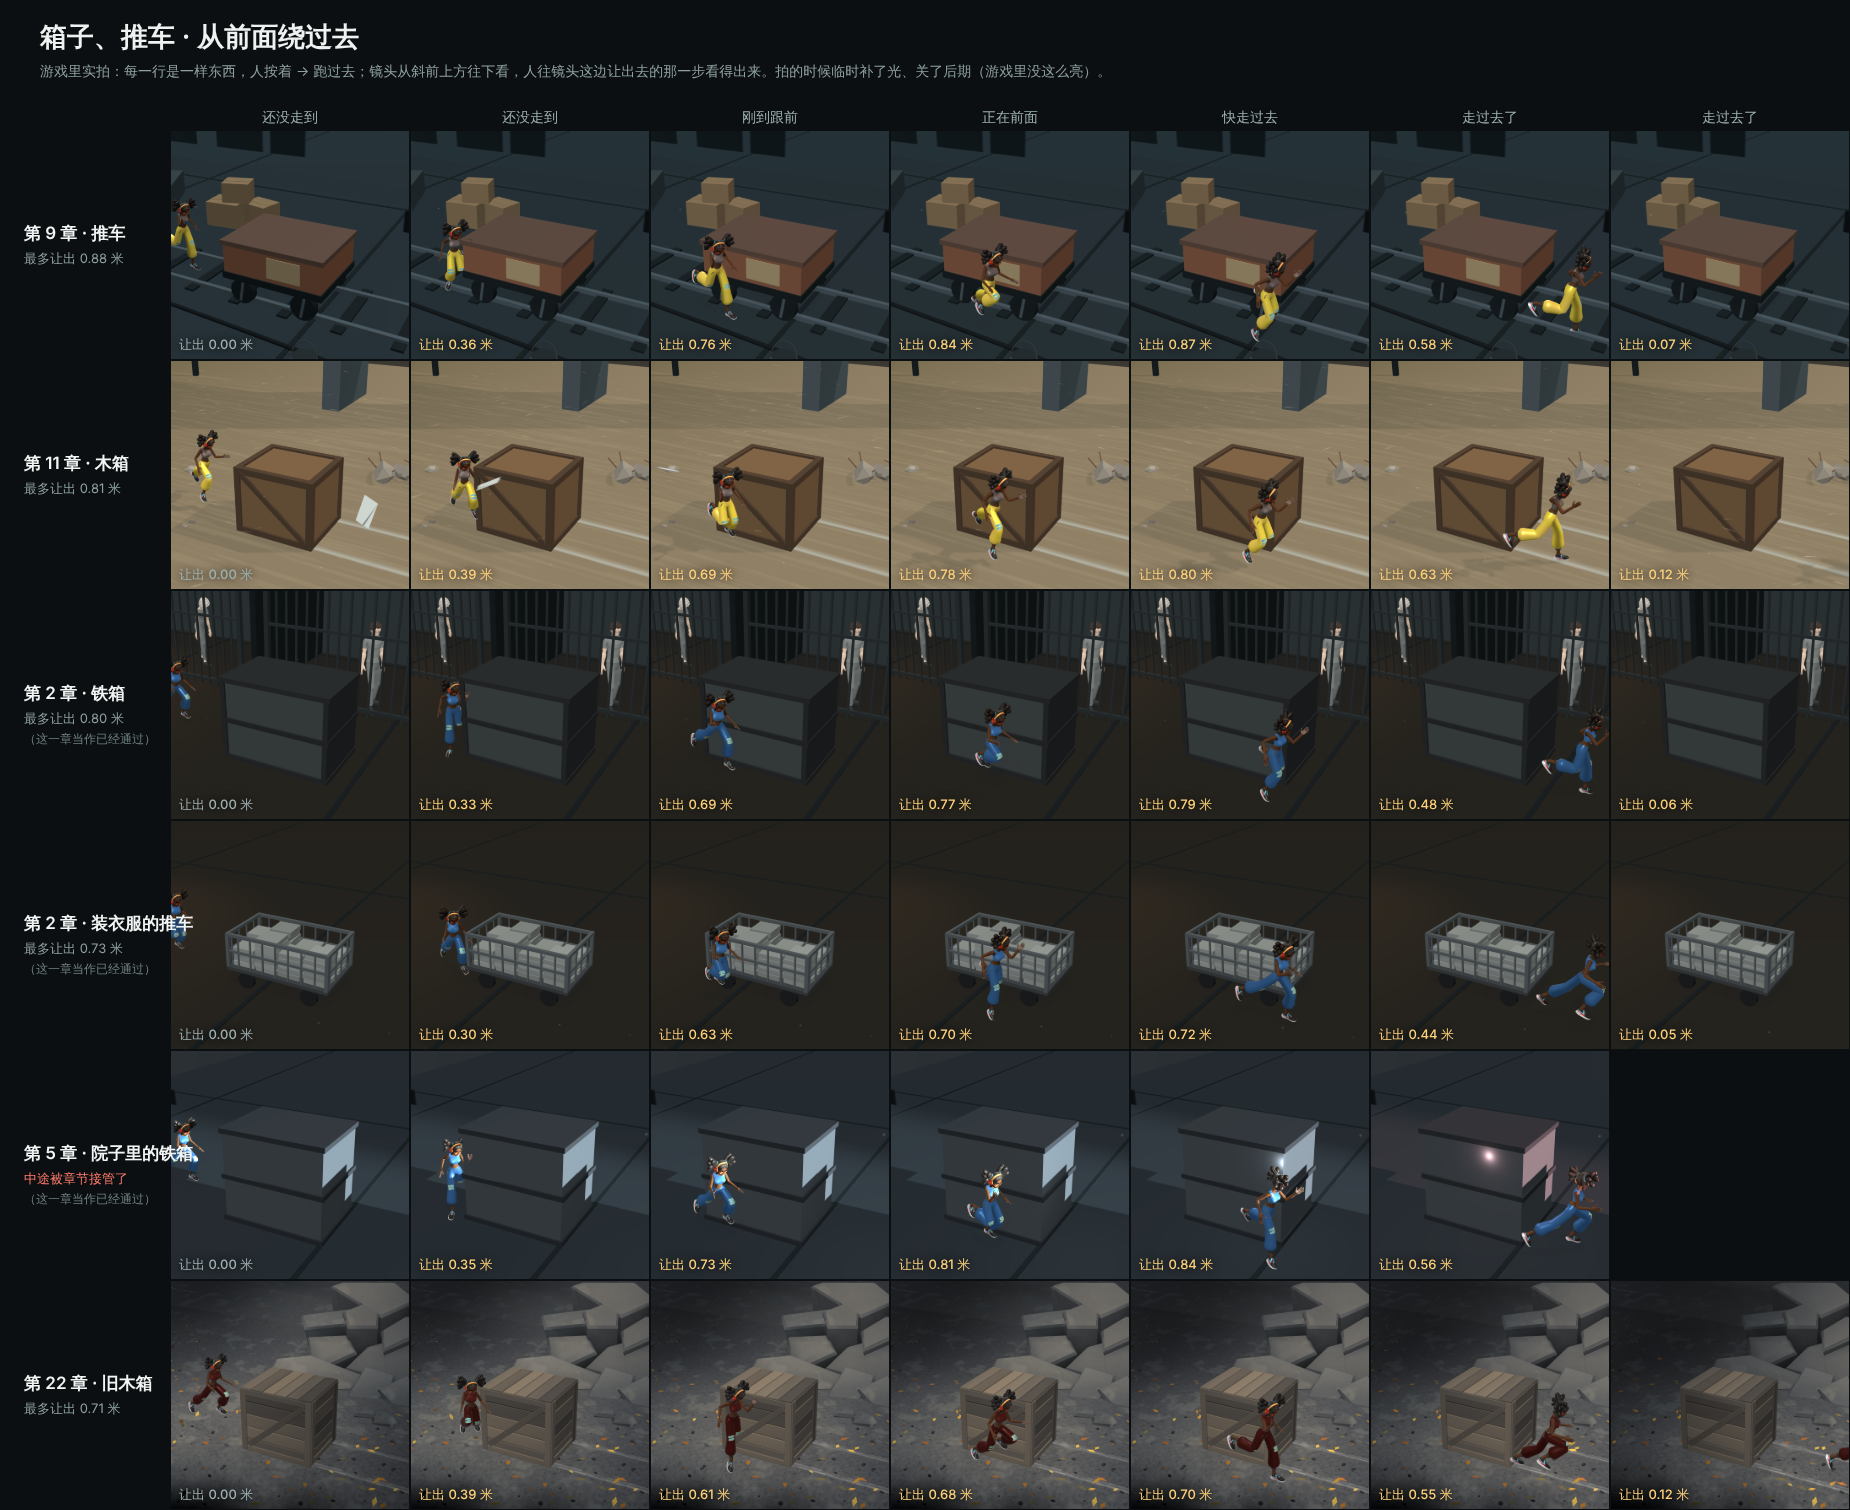 箱子、推车 · 从前面绕过去
游戏里实拍：每一行是一样东西，人按着 → 跑过去；镜头从斜前上方往下看，人往镜头这边让出去的那一步看得出来。拍的时候临时补了光、关了后期（游戏里没这么亮）。
还没走到 还没走到 刚到跟前 正在前面 快走过去 走过去了 走过去了
第 9 章 · 推车
最多让出 0.88 米
让出 0.00 米 让出 0.36 米 让出 0.76 米 让出 0.84 米 让出 0.87 米 让出 0.58 米 让出 0.07 米
第 11 章 · 木箱
最多让出 0.81 米
让出 0.00 米 让出 0.39 米 让出 0.69 米 让出 0.78 米 让出 0.80 米 让出 0.63 米 让出 0.12 米
第 2 章 · 铁箱
最多让出 0.80 米
（这一章当作已经通过）
让出 0.00 米 让出 0.33 米 让出 0.69 米 让出 0.77 米 让出 0.79 米 让出 0.48 米 让出 0.06 米
第 2 章 · 装衣服的推车
最多让出 0.73 米
（这一章当作已经通过）
让出 0.00 米 让出 0.30 米 让出 0.63 米 让出 0.70 米 让出 0.72 米 让出 0.44 米 让出 0.05 米
第 5 章 · 院子里的铁箱
中途被章节接管了
（这一章当作已经通过）
让出 0.00 米 让出 0.35 米 让出 0.73 米 让出 0.81 米 让出 0.84 米 让出 0.56 米
第 22 章 · 旧木箱
最多让出 0.71 米
让出 0.00 米 让出 0.39 米 让出 0.61 米 让出 0.68 米 让出 0.70 米 让出 0.55 米 让出 0.12 米